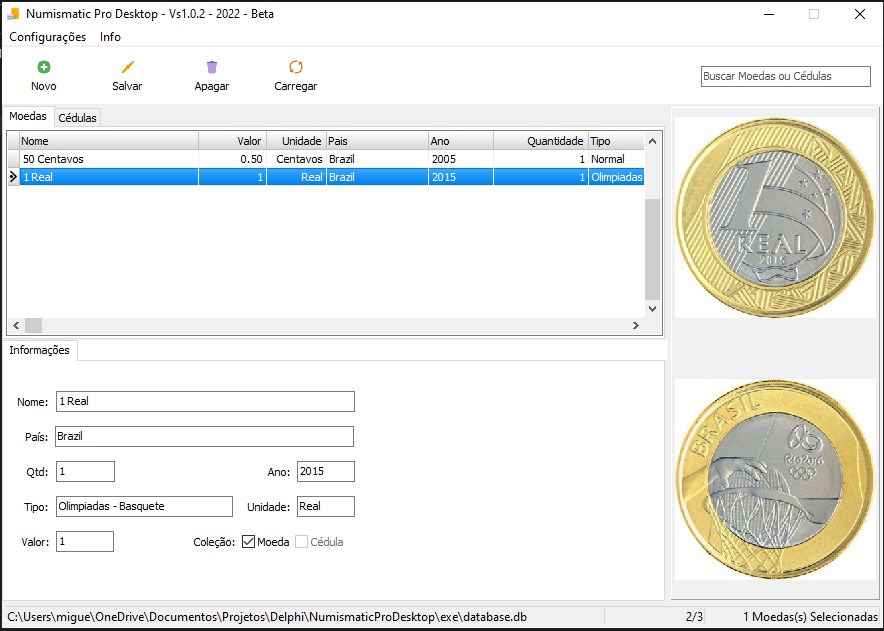 Numismatic Pro Desktop - Vs1.0.2 - 2022 - Beta
Configurações Info
Novo Salvar Apagar Carregar
Buscar Moedas ou Cédulas
Moedas Cédulas
Nome Valor Unidade Pais Ano Quantidade Tipo
50 Centavos 0.50 Centavos Brazil 2005 1 Normal
1 Real 1 Real Brazil 2015 1 Olimpiadas
1
REAL
2015
Informações
Nome: 1 Real
País: Brazil
Qtd: 1 Ano: 2015
Tipo: Olimpiadas - Basquete Unidade: Real
Valor: 1 Coleção: Moeda Cédula
BRASIL
Rio2016
C:\Users\migue\OneDrive\Documentos\Projetos\Delphi\NumismaticProDesktop\exe\database.db 2/3 1 Moedas(s) Selecionadas